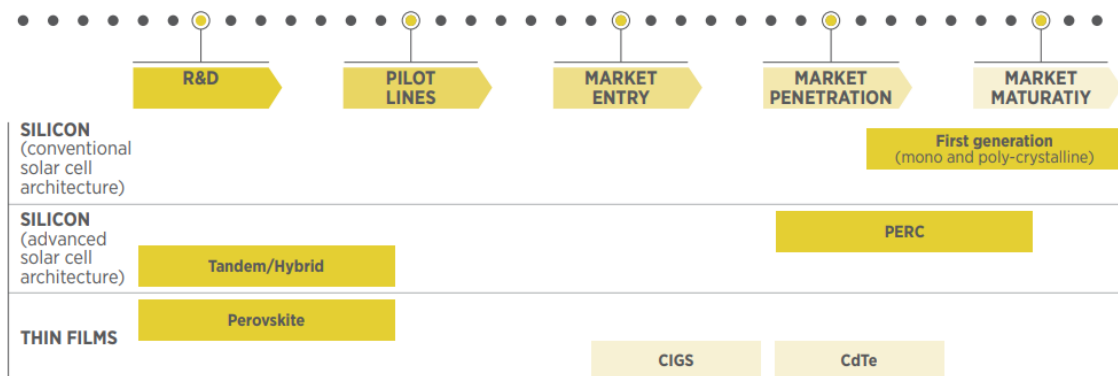 R&D
PILOT
LINES
MARKET
ENTRY
MARKET
PENETRATION
MARKET
MATURATIY
SILICON
(conventional
solar cell
architecture)
First generation
(mono and poly-crystalline)
SILICON
(advanced
solar cell
architecture)
PERC
Tandem/Hybrid
THIN FILMS
Perovskite
CIGS
CdTe